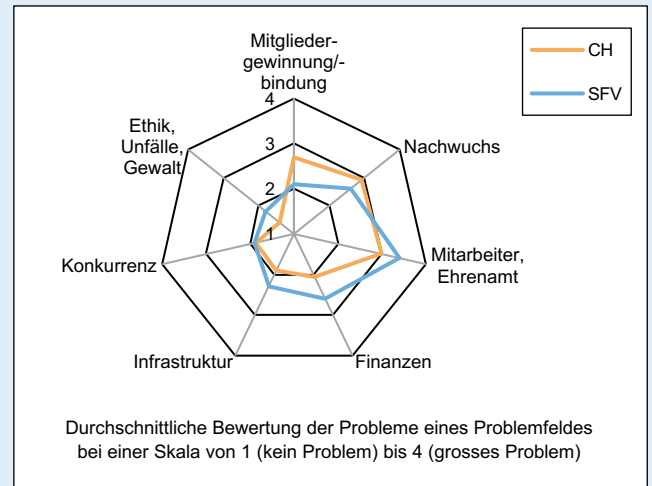 Mitglieder-
gewinnung/-
bindung
CH
SFV
4
3
2
1
Ethik,
Unfälle,
Gewalt
Nachwuchs
Konkurrenz
Mitarbeiter,
Ehrenamt
Infrastruktur
Finanzen
Durchschnittliche Bewertung der Probleme eines Problemfeldes
bei einer Skala von 1 (kein Problem) bis 4 (grosses Problem)